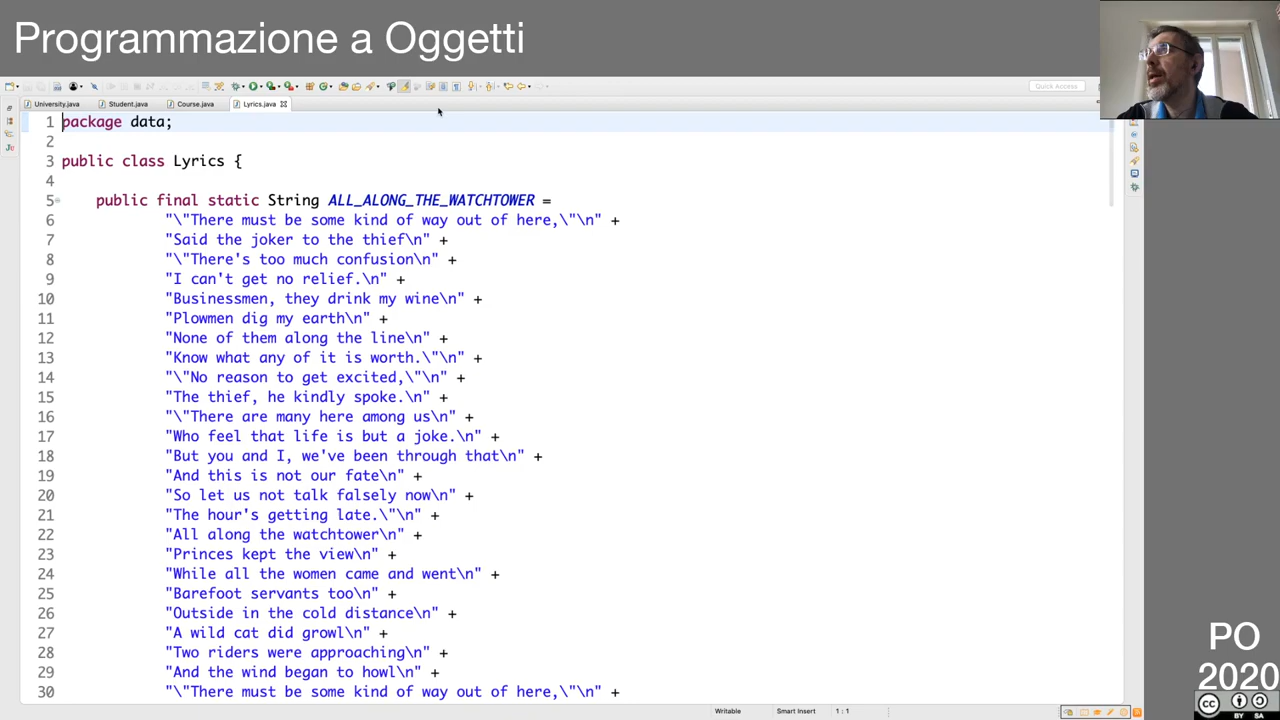 Programmazione a Oggetti
Quick Access
University.java
Student.java
Course.java
Lyrics.java
1 package data;
2
3 public class Lyrics {
4
5 public final static String ALL_ALONG_THE_WATCHTOWER =
6 "\"There must be some kind of way out of here,\"\n" +
7 "Said the joker to the thief\n" +
8 "\"There's too much confusion\n" +
9 "I can't get no relief.\n" +
10 "Businessmen, they drink my wine\n" +
11 "Plowmen dig my earth\n" +
12 "None of them along the line\n" +
13 "Know what any of it is worth.\"\n" +
14 "\"No reason to get excited,\"\n" +
15 "The thief, he kindly spoke.\n" +
16 "\"There are many here among us\n" +
17 "Who feel that life is but a joke.\n" +
18 "But you and I, we've been through that\n" +
19 "And this is not our fate\n" +
20 "So let us not talk falsely now\n" +
21 "The hour's getting late.\"\n" +
22 "All along the watchtower\n" +
23 "Princes kept the view\n" +
24 "While all the women came and went\n" +
25 "Barefoot servants too\n" +
26 "Outside in the cold distance\n" +
27 "A wild cat did growl\n" +
28 "Two riders were approaching\n" +
29 "And the wind began to howl\n" +
30 "\"There must be some kind of way out of here,\"\n" +
Writable
Smart Insert
1 : 1
PO
2020
CC
BY SA